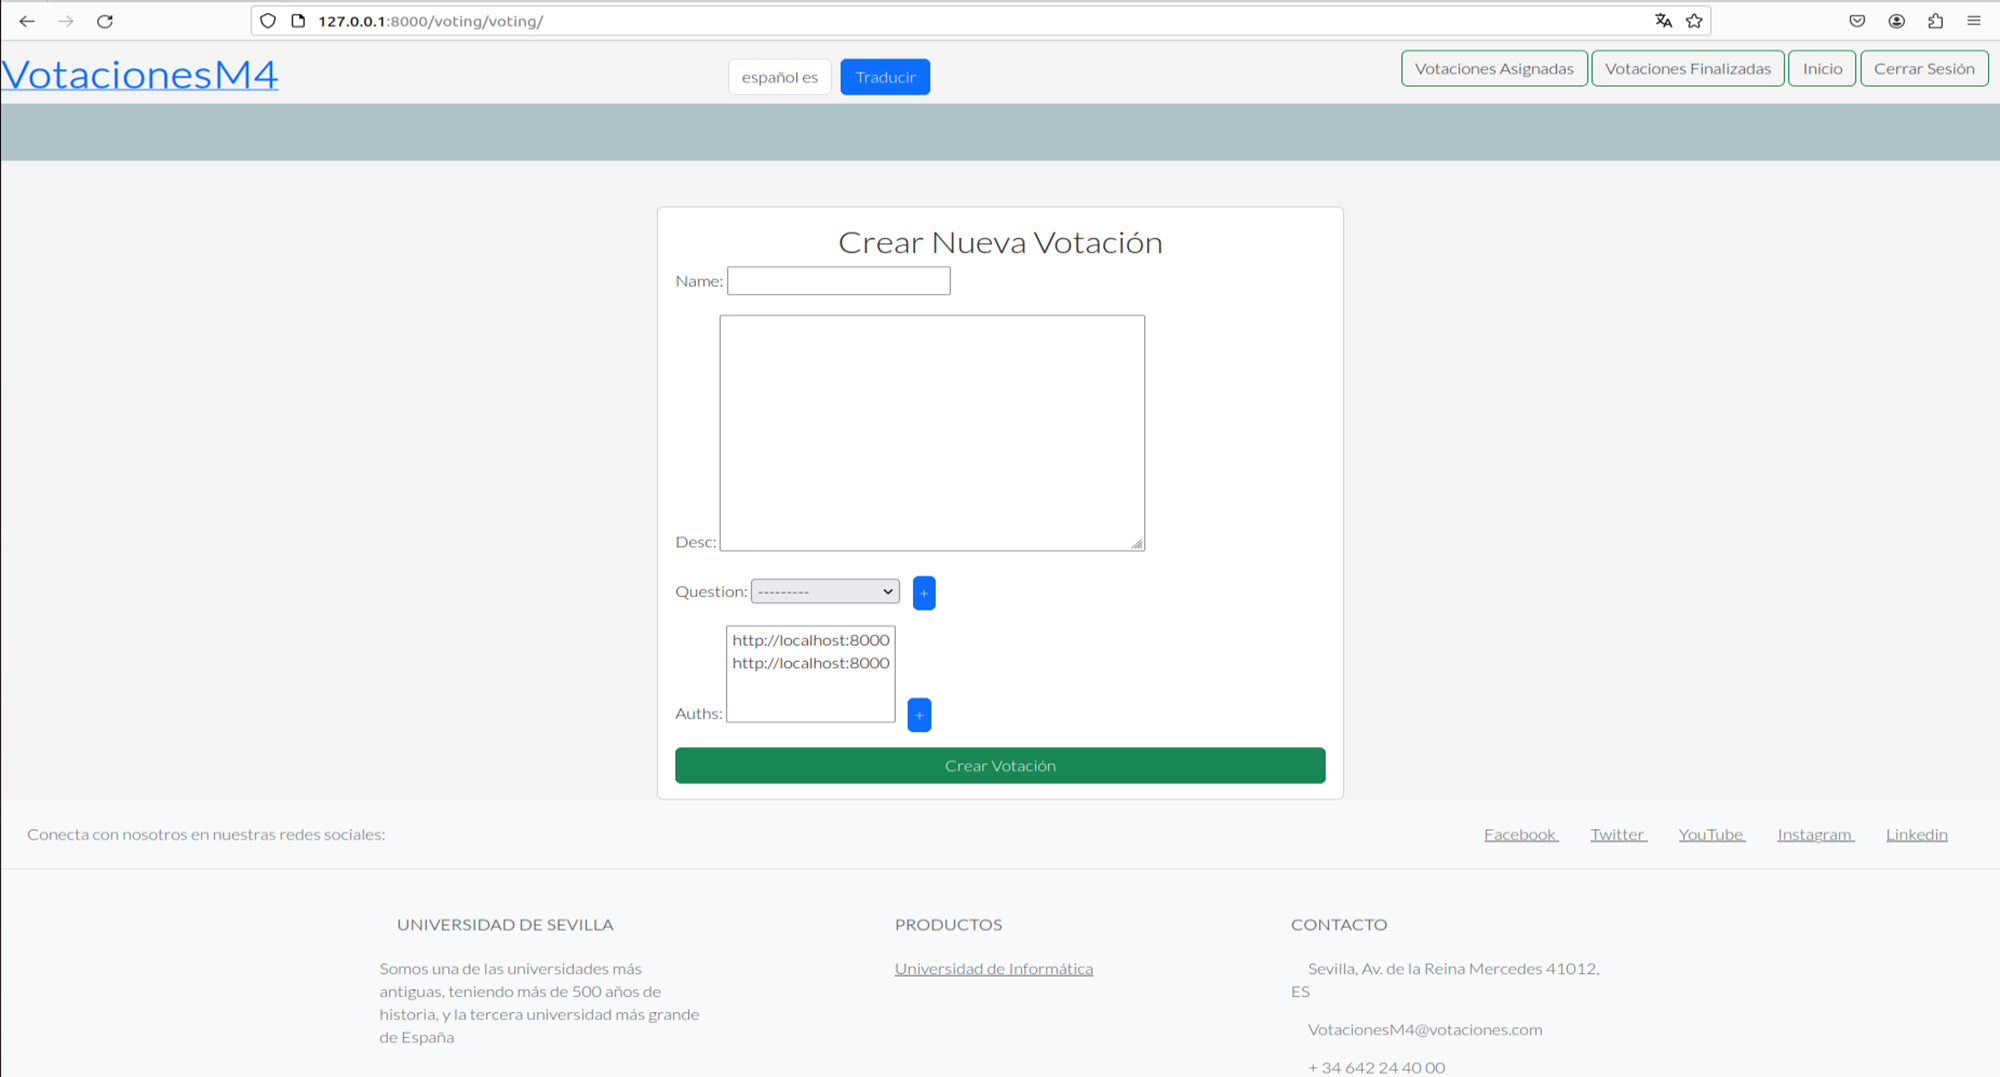 127.0.0.1:8000/voting/voting/
VotacionesM4
español es
Traducir
Votaciones Asignadas
Votaciones Finalizadas
Inicio
Cerrar Sesión
Crear Nueva Votación
Name:
Desc:
Question:
---------
+
http://localhost:8000
http://localhost:8000
Auths:
+
Crear Votación
Conecta con nosotros en nuestras redes sociales:
Facebook
Twitter
YouTube
Instagram
Linkedin
UNIVERSIDAD DE SEVILLA
Somos una de las universidades más
antiguas, teniendo más de 500 años de
historia, y la tercera universidad más grande
de España
PRODUCTOS
Universidad de Informática
CONTACTO
Sevilla, Av. de la Reina Mercedes 41012,
ES
VotacionesM4@votaciones.com
+ 34 642 24 40 00